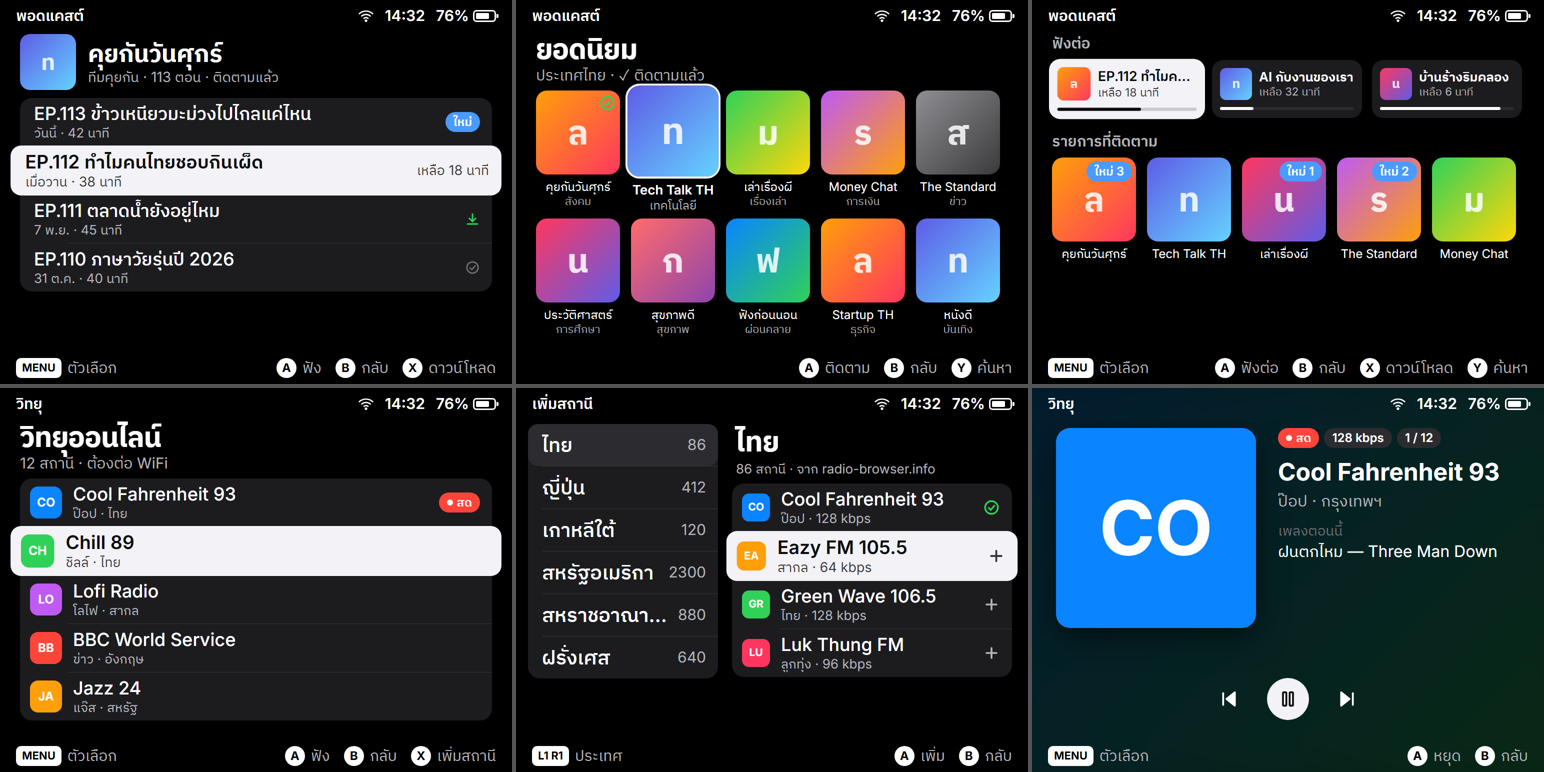 พอดแคสต์ 14:32 76%
ท
คุยกันวันศุกร์
ทีมคุยกัน · 113 ตอน · ติดตามแล้ว
EP.113 ข้าวเหนียวมะม่วงไปไกลแค่ไหน
วันนี้ · 42 นาที
ใหม่
EP.112 ทำไมคนไทยชอบกินเผ็ด
เมื่อวาน · 38 นาที
เหลือ 18 นาที
EP.111 ตลาดน้ำยังอยู่ไหม
7 พ.ย. · 45 นาที
EP.110 ภาษาวัยรุ่นปี 2026
31 ต.ค. · 40 นาที
MENU ตัวเลือก A ฟัง B กลับ X ดาวน์โหลด
พอดแคสต์ 14:32 76%
ยอดนิยม
ประเทศไทย · ✓ ติดตามแล้ว
ล ท ม ร ส
คุยกันวันศุกร์ Tech Talk TH เล่าเรื่องผี Money Chat The Standard
สังคม เทคโนโลยี เรื่องเล่า การเงิน ข่าว
น ก ฟ ล ท
ประวัติศาสตร์ สุขภาพดี ฟังก่อนนอน Startup TH หนังดี
การศึกษา สุขภาพ ผ่อนคลาย ธุรกิจ บันเทิง
A ติดตาม B กลับ Y ค้นหา
พอดแคสต์ 14:32 76%
ฟังต่อ
ล EP.112 ทำไมค...
เหลือ 18 นาที
ท AI กับงานของเรา
เหลือ 32 นาที
น บ้านร้างริมคลอง
เหลือ 6 นาที
รายการที่ติดตาม
ใหม่ 3 ใหม่ 1 ใหม่ 2
ล ท น ร ม
คุยกันวันศุกร์ Tech Talk TH เล่าเรื่องผี The Standard Money Chat
MENU ตัวเลือก A ฟังต่อ B กลับ X ดาวน์โหลด Y ค้นหา
วิทยุ 14:32 76%
วิทยุออนไลน์
12 สถานี · ต้องต่อ WiFi
CO Cool Fahrenheit 93
ป๊อป · ไทย
สด
CH Chill 89
ชิลล์ · ไทย
LO Lofi Radio
โลไฟ · สากล
BB BBC World Service
ข่าว · อังกฤษ
JA Jazz 24
แจ๊ส · สหรัฐ
MENU ตัวเลือก A ฟัง B กลับ X เพิ่มสถานี
เพิ่มสถานี 14:32 76%
ไทย 86
ญี่ปุ่น 412
เกาหลีใต้ 120
สหรัฐอเมริกา 2300
สหราชอาณา... 880
ฝรั่งเศส 640
ไทย
86 สถานี · จาก radio-browser.info
CO Cool Fahrenheit 93
ป๊อป · 128 kbps
EA Eazy FM 105.5
สากล · 64 kbps
GR Green Wave 106.5
ไทย · 128 kbps
LU Luk Thung FM
ลูกทุ่ง · 96 kbps
L1 R1 ประเทศ A เพิ่ม B กลับ
วิทยุ 14:32 76%
CO
สด 128 kbps 1 / 12
Cool Fahrenheit 93
ป๊อป · กรุงเทพฯ
เพลงตอนนี้
ฝนตกไหม — Three Man Down
MENU ตัวเลือก A หยุด B กลับ